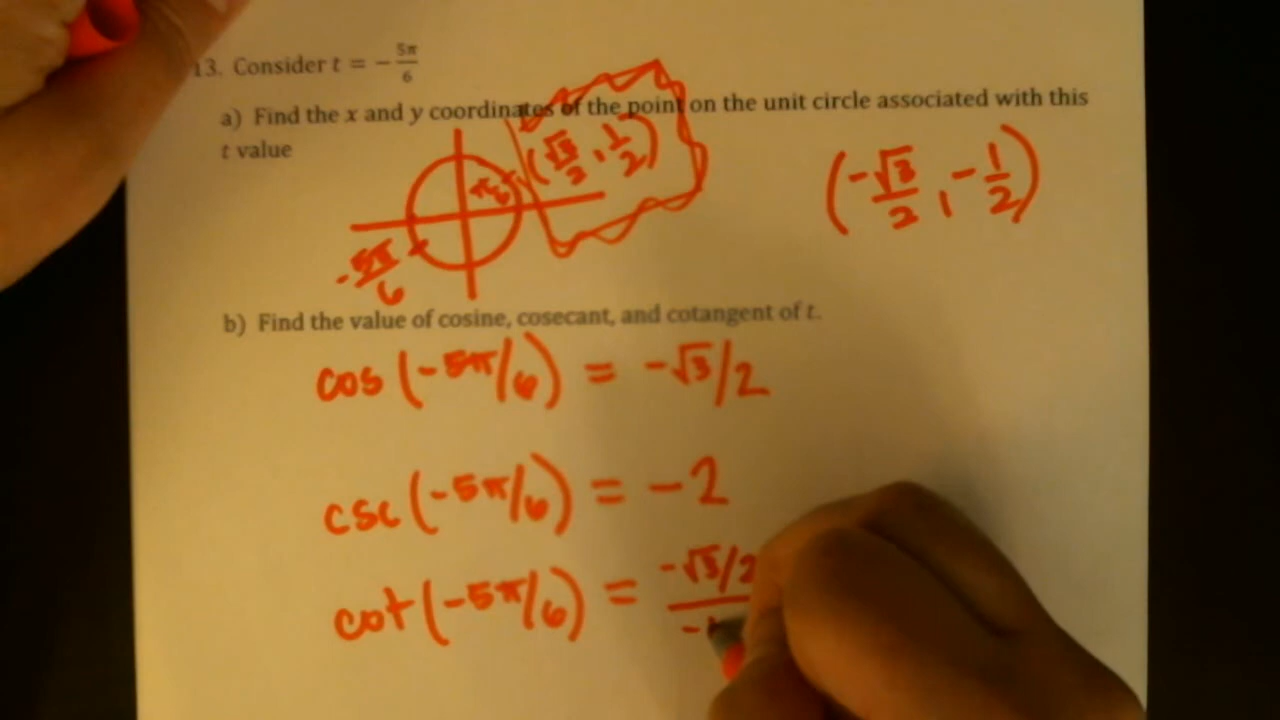 13. Consider t = − 5π/6
a) Find the x and y coordinates of the point on the unit circle associated with this
t value
(√3/2, 1/2)
π/6
(-√3/2, -1/2)
-5π/6
b) Find the value of cosine, cosecant, and cotangent of t.
cos(-5π/6) = -√3/2
csc(-5π/6) = -2
cot(-5π/6) = -√3/2